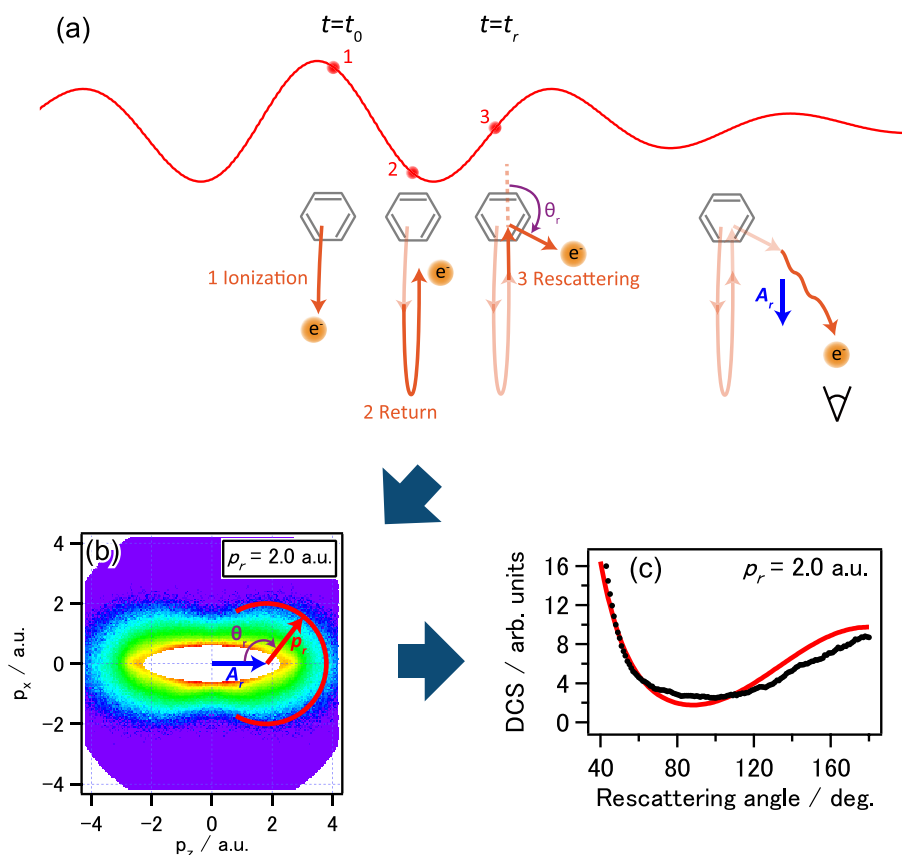 (a)
t=t0
t=tr
1
2
3
θr
1 Ionization
e-
e-
3 Rescattering
e-
2 Return
Ar
e-
(b)
pr = 2.0 a.u.
px / a.u.
4
2
0
-2
-4
θr
pr
Ar
-4
-2
0
2
4
pz / a.u.
(c)
pr = 2.0 a.u.
DCS / arb. units
16
12
8
4
0
40
80
120
160
Rescattering angle / deg.